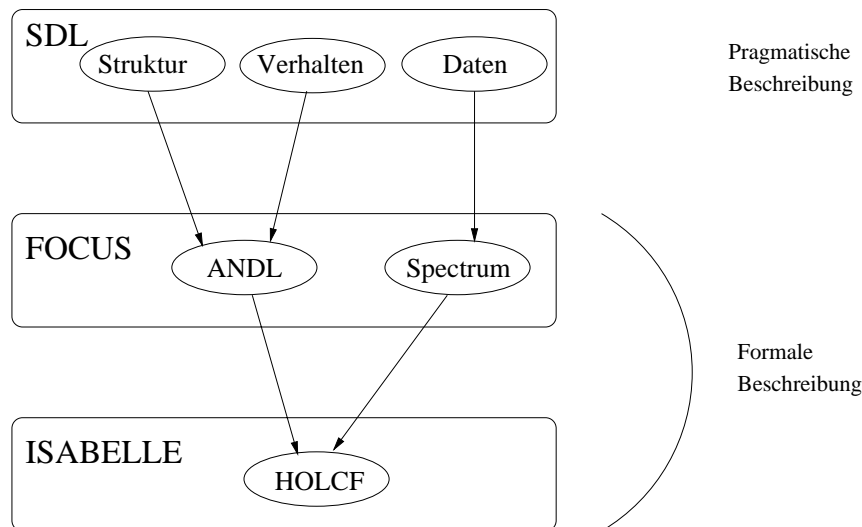 SDL
Struktur
Verhalten
Daten
Pragmatische
Beschreibung
FOCUS
ANDL
Spectrum
Formale
Beschreibung
ISABELLE
HOLCF